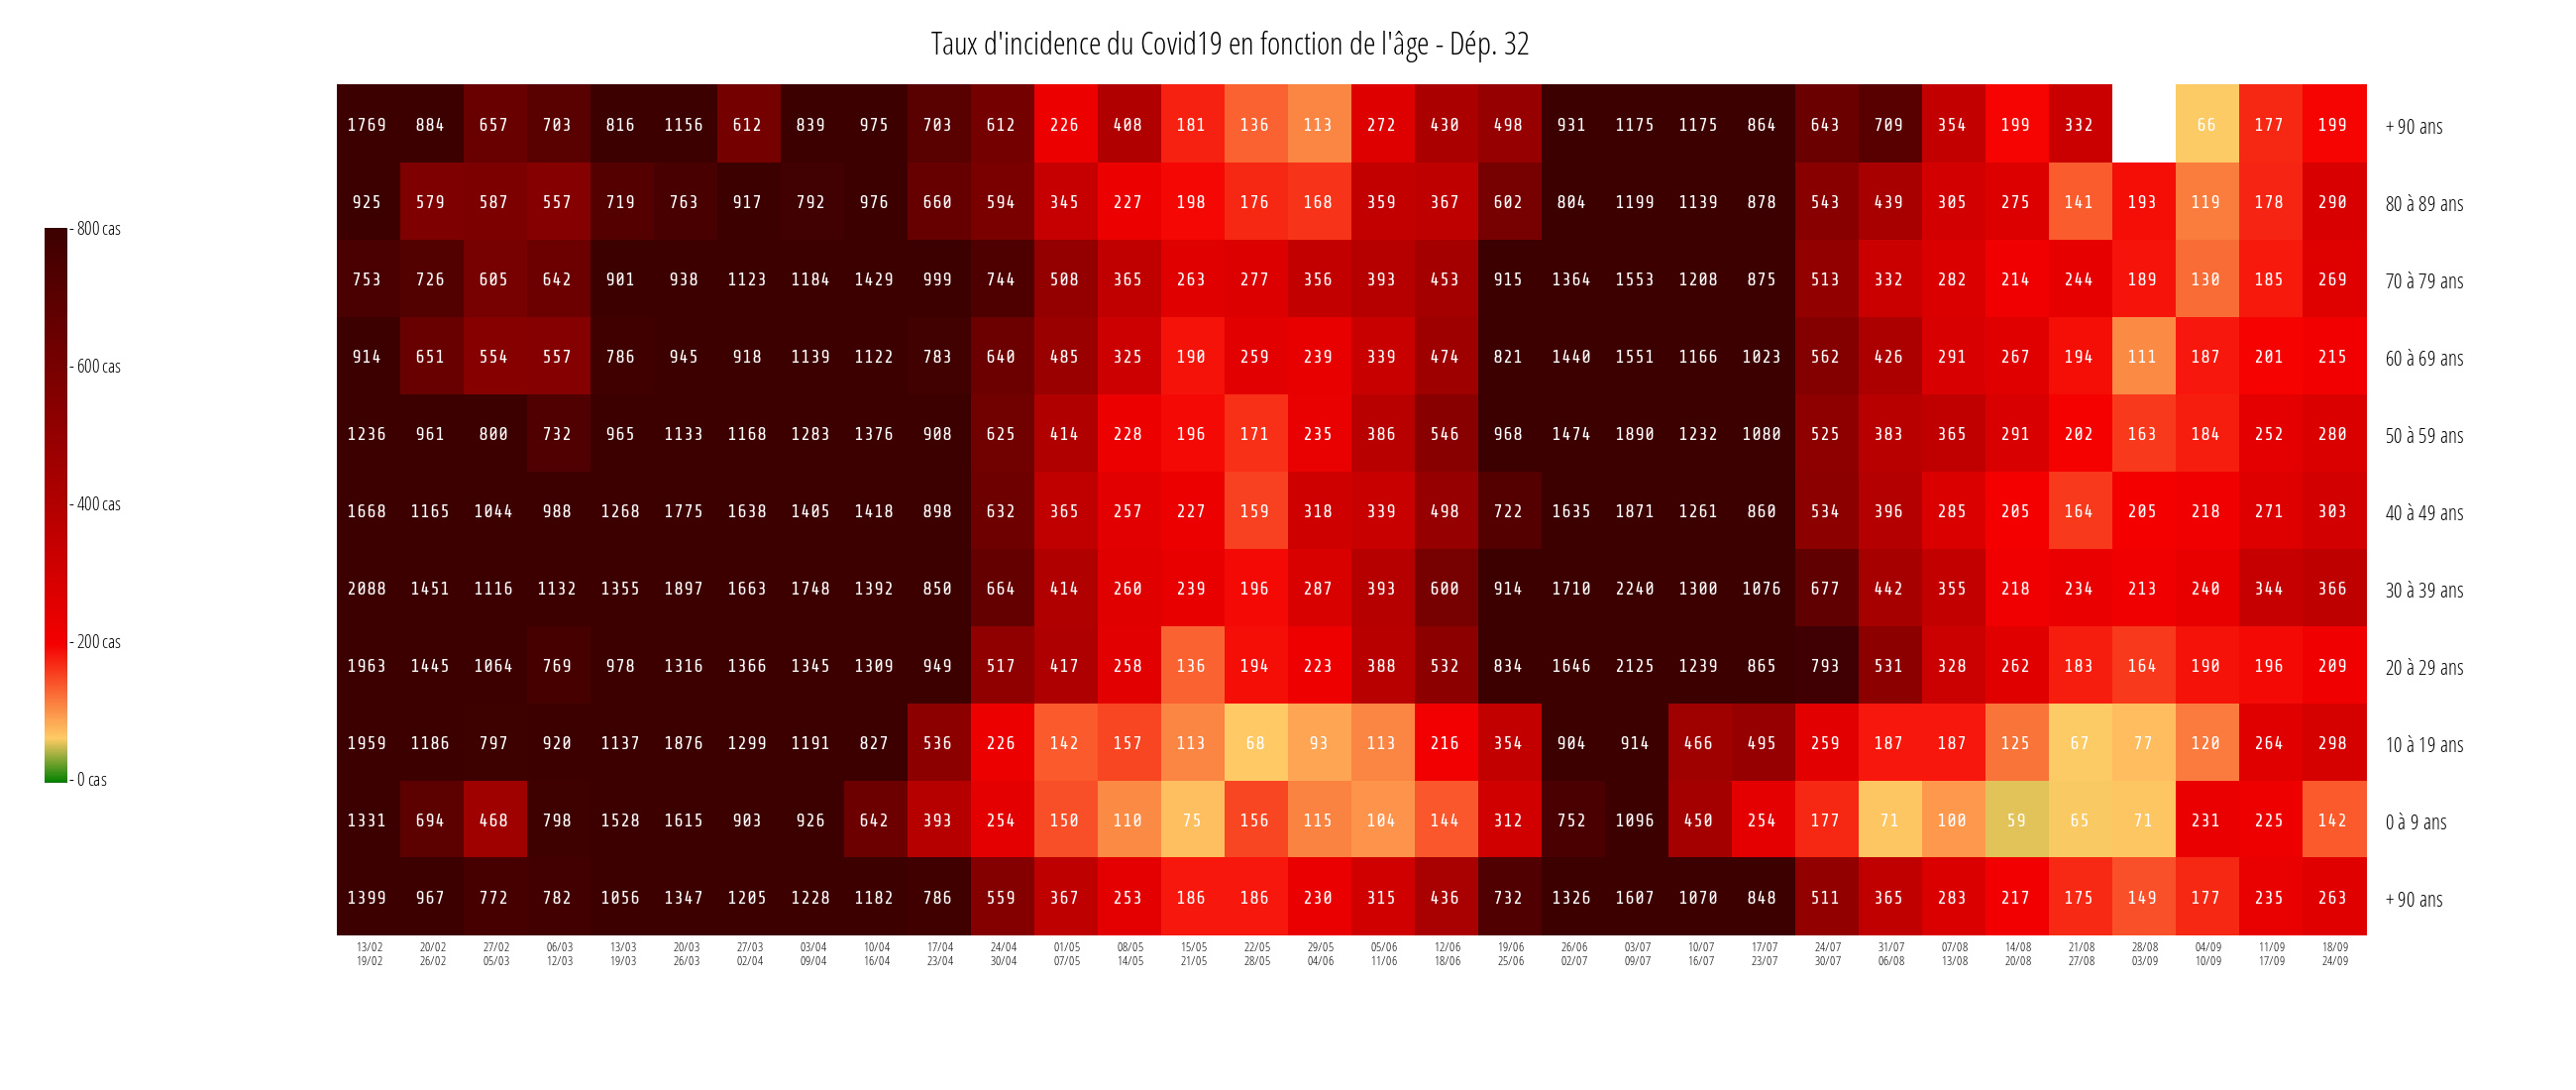 Taux d'incidence du Covid19 en fonction de l'âge - Dép. 32
1769 884 657 703 816 1156 612 839 975 703 612 226 408 181 136 113 272 430 498 931 1175 1175 864 643 709 354 199 332 66 177 199 + 90 ans
925 579 587 557 719 763 917 792 976 660 594 345 227 198 176 168 359 367 602 804 1199 1139 878 543 439 305 275 141 193 119 178 290 80 à 89 ans
753 726 605 642 901 938 1123 1184 1429 999 744 508 365 263 277 356 393 453 915 1364 1553 1208 875 513 332 282 214 244 189 130 185 269 70 à 79 ans
914 651 554 557 786 945 918 1139 1122 783 640 485 325 190 259 239 339 474 821 1440 1551 1166 1023 562 426 291 267 194 111 187 201 215 60 à 69 ans
1236 961 800 732 965 1133 1168 1283 1376 908 625 414 228 196 171 235 386 546 968 1474 1890 1232 1080 525 383 365 291 202 163 184 252 280 50 à 59 ans
1668 1165 1044 988 1268 1775 1638 1405 1418 898 632 365 257 227 159 318 339 498 722 1635 1871 1261 860 534 396 285 205 164 205 218 271 303 40 à 49 ans
2088 1451 1116 1132 1355 1897 1663 1748 1392 850 664 414 260 239 196 287 393 600 914 1710 2240 1300 1076 677 442 355 218 234 213 240 344 366 30 à 39 ans
1963 1445 1064 769 978 1316 1366 1345 1309 949 517 417 258 136 194 223 388 532 834 1646 2125 1239 865 793 531 328 262 183 164 190 196 209 20 à 29 ans
1959 1186 797 920 1137 1876 1299 1191 827 536 226 142 157 113 68 93 113 216 354 904 914 466 495 259 187 187 125 67 77 120 264 298 10 à 19 ans
1331 694 468 798 1528 1615 903 926 642 393 254 150 110 75 156 115 104 144 312 752 1096 450 254 177 71 100 59 65 71 231 225 142 0 à 9 ans
1399 967 772 782 1056 1347 1205 1228 1182 786 559 367 253 186 186 230 315 436 732 1326 1607 1070 848 511 365 283 217 175 149 177 235 263 + 90 ans
13/02 20/02 27/02 06/03 13/03 20/03 27/03 03/04 10/04 17/04 24/04 01/05 08/05 15/05 22/05 29/05 05/06 12/06 19/06 26/06 03/07 10/07 17/07 24/07 31/07 07/08 14/08 21/08 28/08 04/09 11/09 18/09
19/02 26/02 05/03 12/03 19/03 26/03 02/04 09/04 16/04 23/04 30/04 07/05 14/05 21/05 28/05 04/06 11/06 18/06 25/06 02/07 09/07 16/07 23/07 30/07 06/08 13/08 20/08 27/08 03/09 10/09 17/09 24/09
- 800 cas
- 600 cas
- 400 cas
- 200 cas
- 0 cas